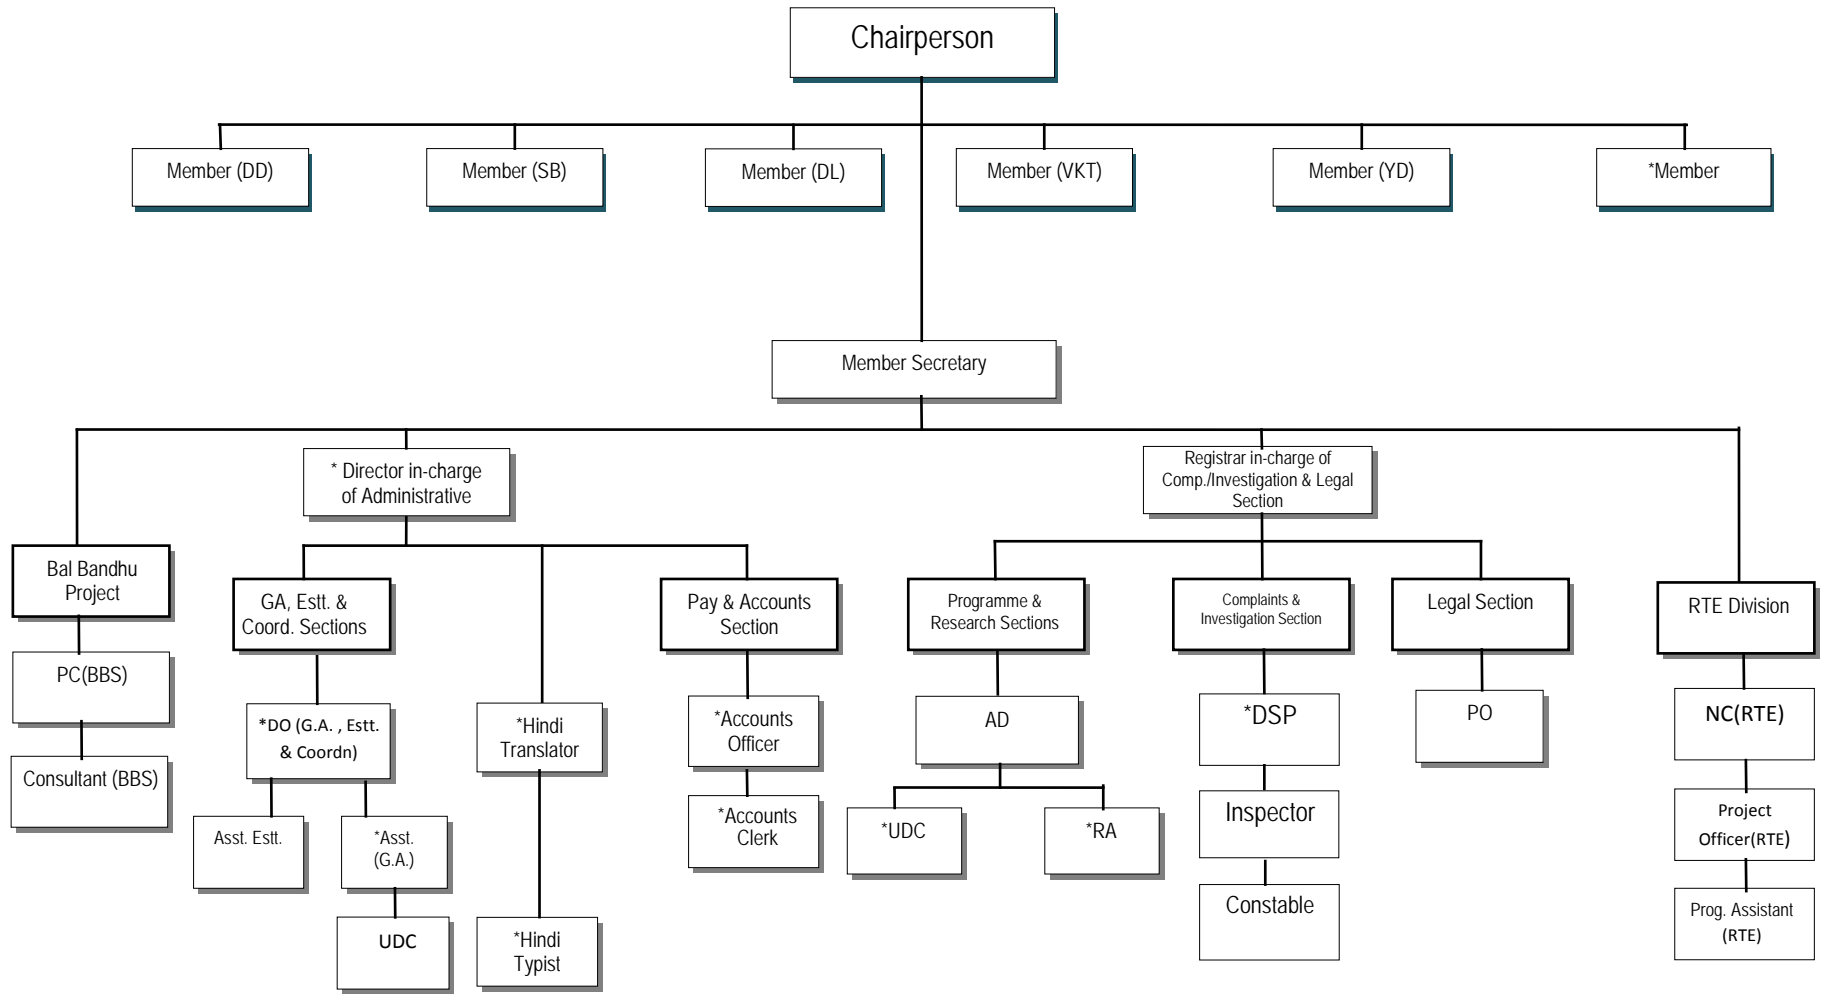 Chairperson
Member (DD)
Member (SB)
Member (DL)
Member (VKT)
Member (YD)
*Member
Member Secretary
* Director in-charge
of Administrative
Registrar in-charge of
Comp./Investigation & Legal
Section
Bal Bandhu
Project
GA, Estt. &
Coord. Sections
Pay & Accounts
Section
Programme &
Research Sections
Complaints &
Investigation Section
Legal Section
RTE Division
PC(BBS)
*DO (G.A. , Estt.
& Coordn)
*Hindi
Translator
*Accounts
Officer
AD
*DSP
PO
NC(RTE)
Consultant (BBS)
Asst. Estt.
*Asst.
(G.A.)
*Accounts
Clerk
*UDC
*RA
Inspector
Project
Officer(RTE)
UDC
*Hindi
Typist
Constable
Prog. Assistant
(RTE)